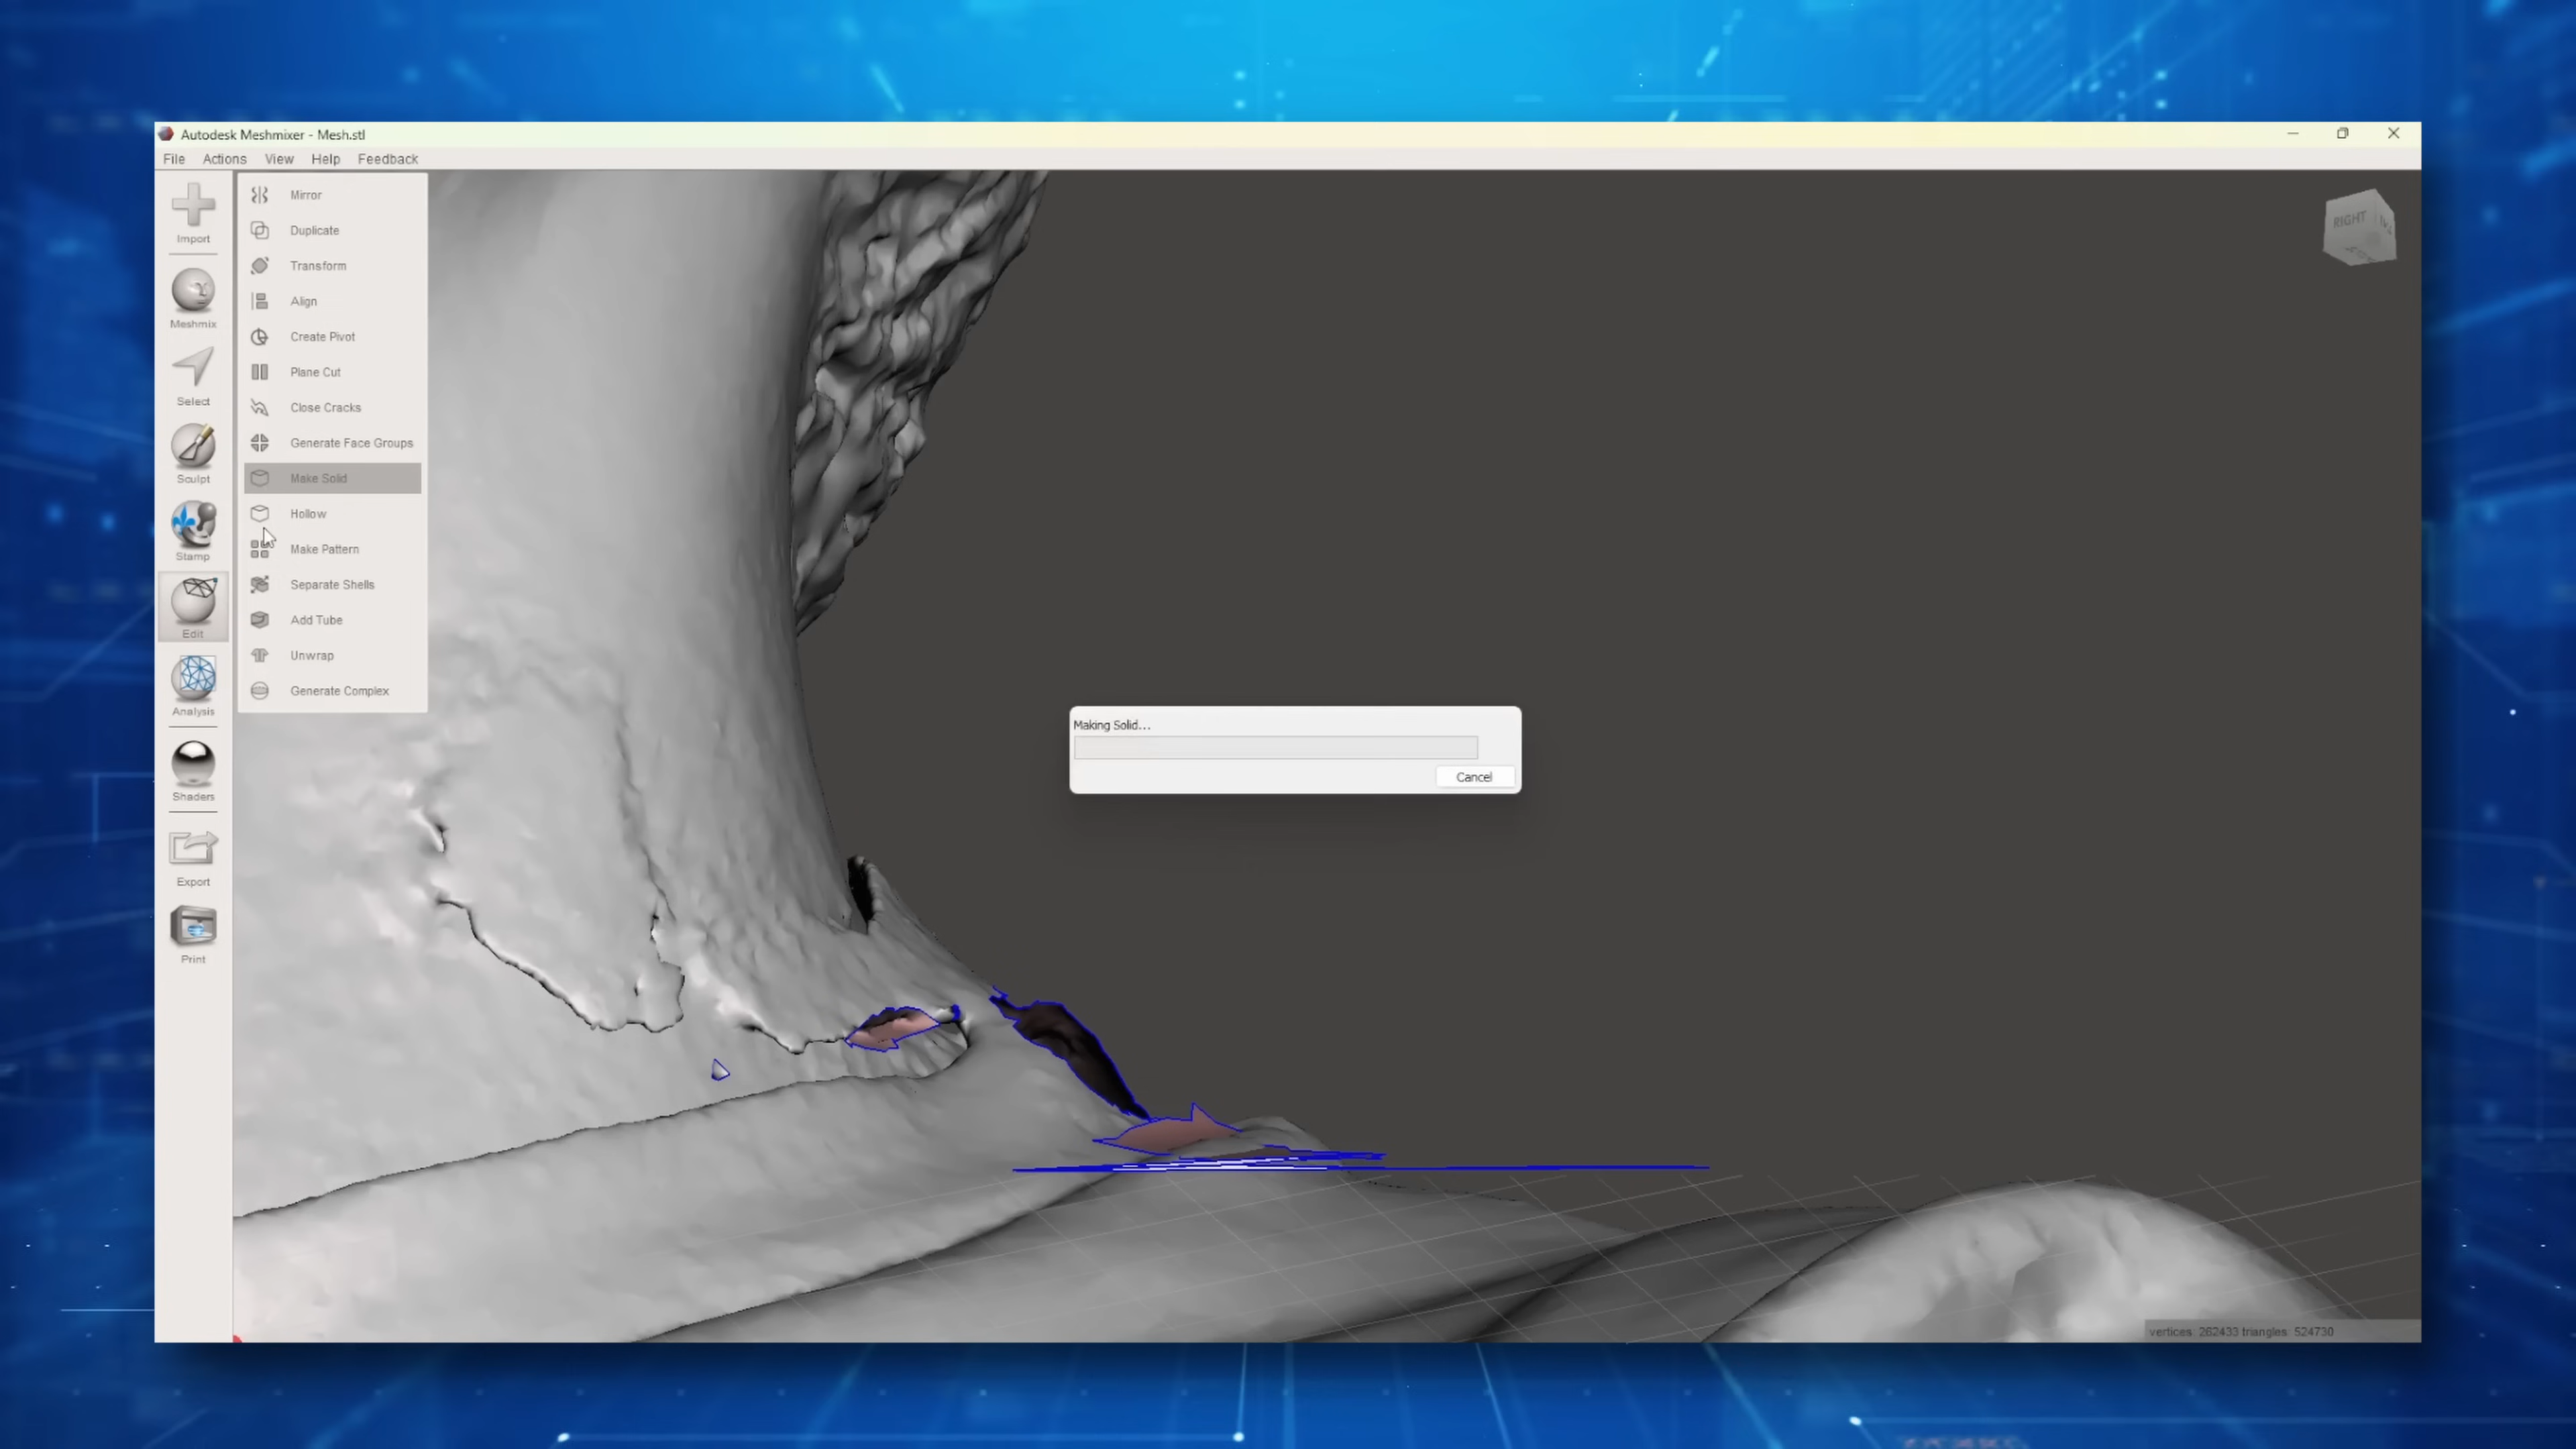 Autodesk Meshmixer - Mesh.stl
File Actions View Help Feedback
Import
Meshmix
Select
Sculpt
Stamp
Edit
Analysis
Shaders
Export
Print
Mirror
Duplicate
Transform
Align
Create Pivot
Plane Cut
Close Cracks
Generate Face Groups
Make Solid
Hollow
Make Pattern
Separate Shells
Add Tube
Unwrap
Generate Complex
RIGHT
Making Solid...
Cancel
vertices: 262433 triangles: 524730